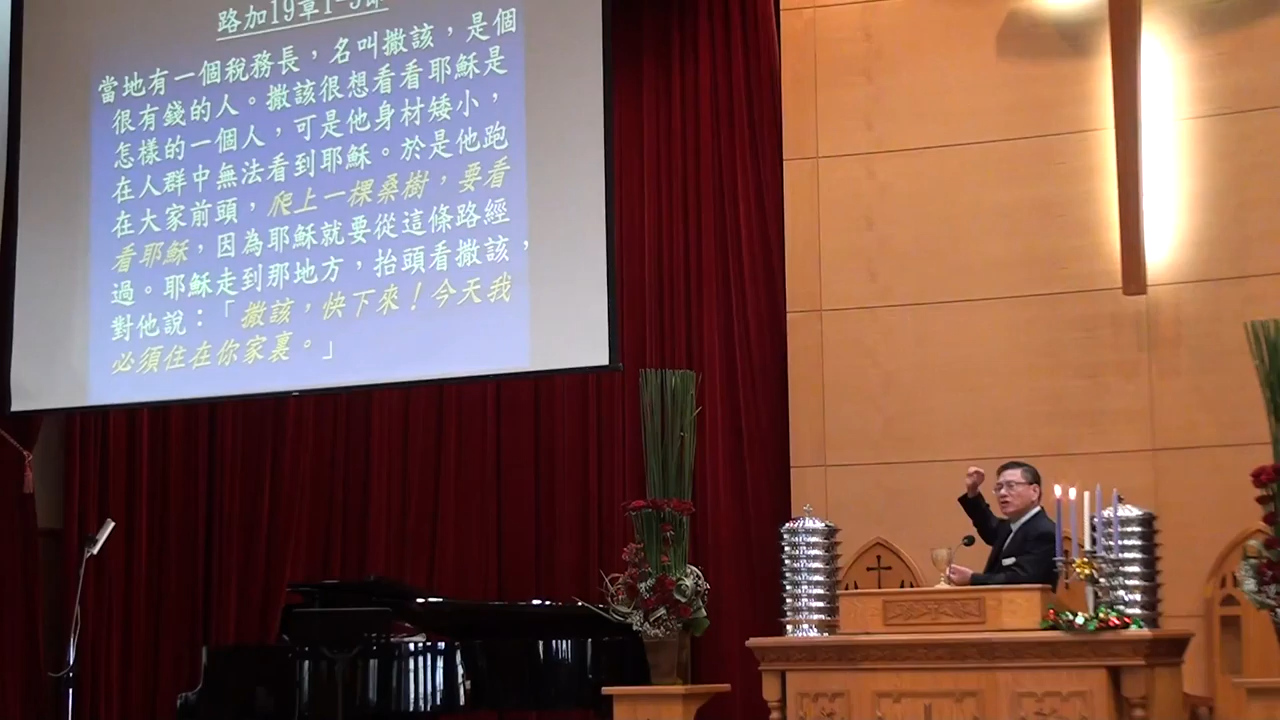 路加19章1-5節
當地有一個稅務長，名叫撒該，是個
很有錢的人。撒該很想看看耶穌是
怎樣的一個人，可是他身材矮小，
在人群中無法看到耶穌。於是他跑
在大家前頭，爬上一棵桑樹，要看
看耶穌，因為耶穌就要從這條路經
過。耶穌走到那地方，抬頭看撒該，
對他說：「撒該，快下來！今天我
必須住在你家裏。」